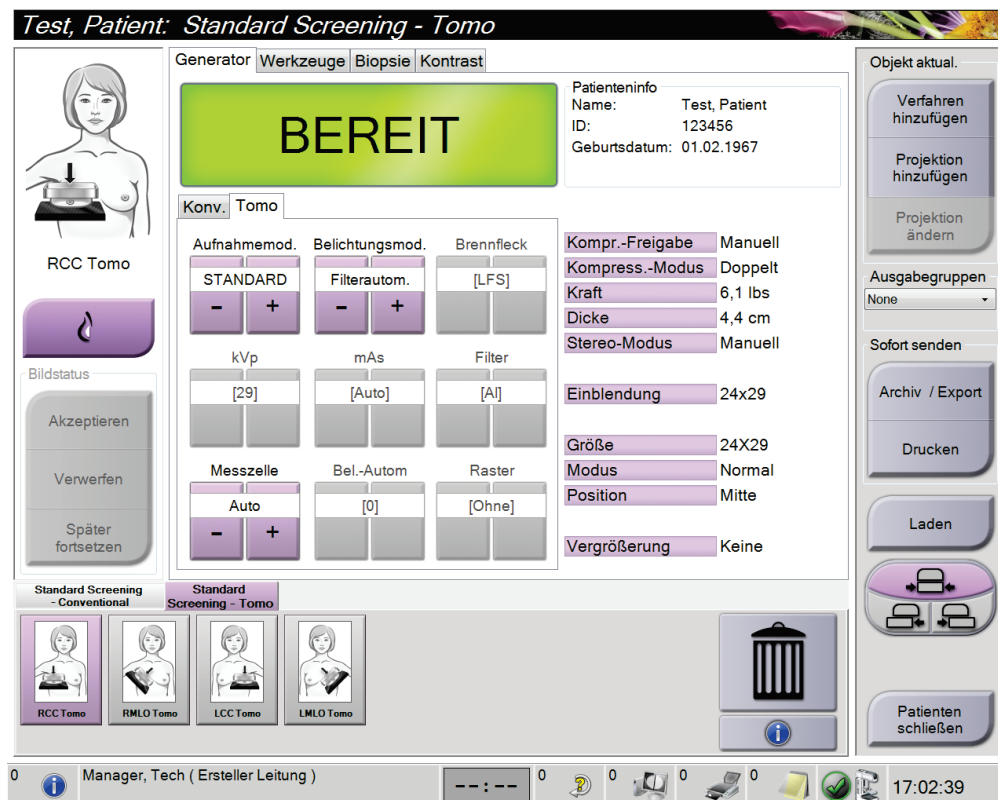 Test, Patient: Standard Screening - Tomo
Generator Werkzeuge Biopsie Kontrast
BEREIT
Patienteninfo
Name: Test, Patient
ID: 123456
Geburtsdatum: 01.02.1967
RCC Tomo
Bildstatus
Akzeptieren
Verwerfen
Später
fortsetzen
Konv. Tomo
Aufnahmemod. Belichtungsmod. Brennfleck
STANDARD Filterautom. [LFS]
- + - +
kVp mAs Filter
[29] [Auto] [Al]
Messzelle Bel.-Autom Raster
Auto [0] [Ohne]
- +
Kompr.-Freigabe Manuell
Kompress.-Modus Doppelt
Kraft 6,1 lbs
Dicke 4,4 cm
Stereo-Modus Manuell
Einblendung 24x29
Größe 24X29
Modus Normal
Position Mitte
Vergrößerung Keine
Objekt aktual.
Verfahren
hinzufügen
Projektion
hinzufügen
Projektion
ändern
Ausgabegruppen
None
Sofort senden
Archiv / Export
Drucken
Laden
Patienten
schließen
Standard Screening
- Conventional
Standard
Screening - Tomo
RCC Tomo RMLO Tomo LCC Tomo LMLO Tomo
0 Manager, Tech ( Ersteller Leitung ) --:-- 0 0 0 0 17:02:39